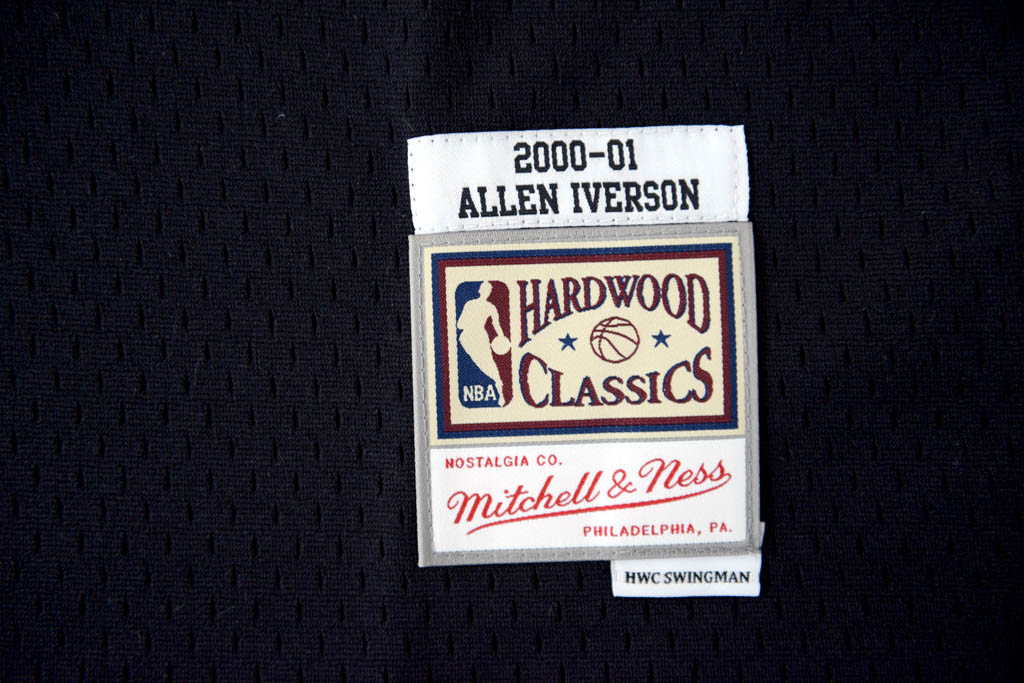 2000-01
ALLEN IVERSON
HARDWOOD
CLASSICS
NBA
NOSTALGIA CO.
Mitchell & Ness
PHILADELPHIA, PA.
HWC SWINGMAN